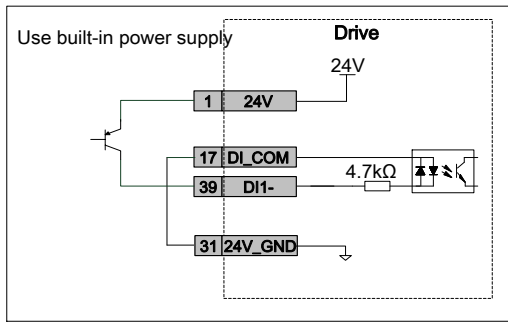 Use built-in power supply
Drive
24V
1 24V
17 DI_COM
4.7kΩ
39 DI1-
31 24V_GND